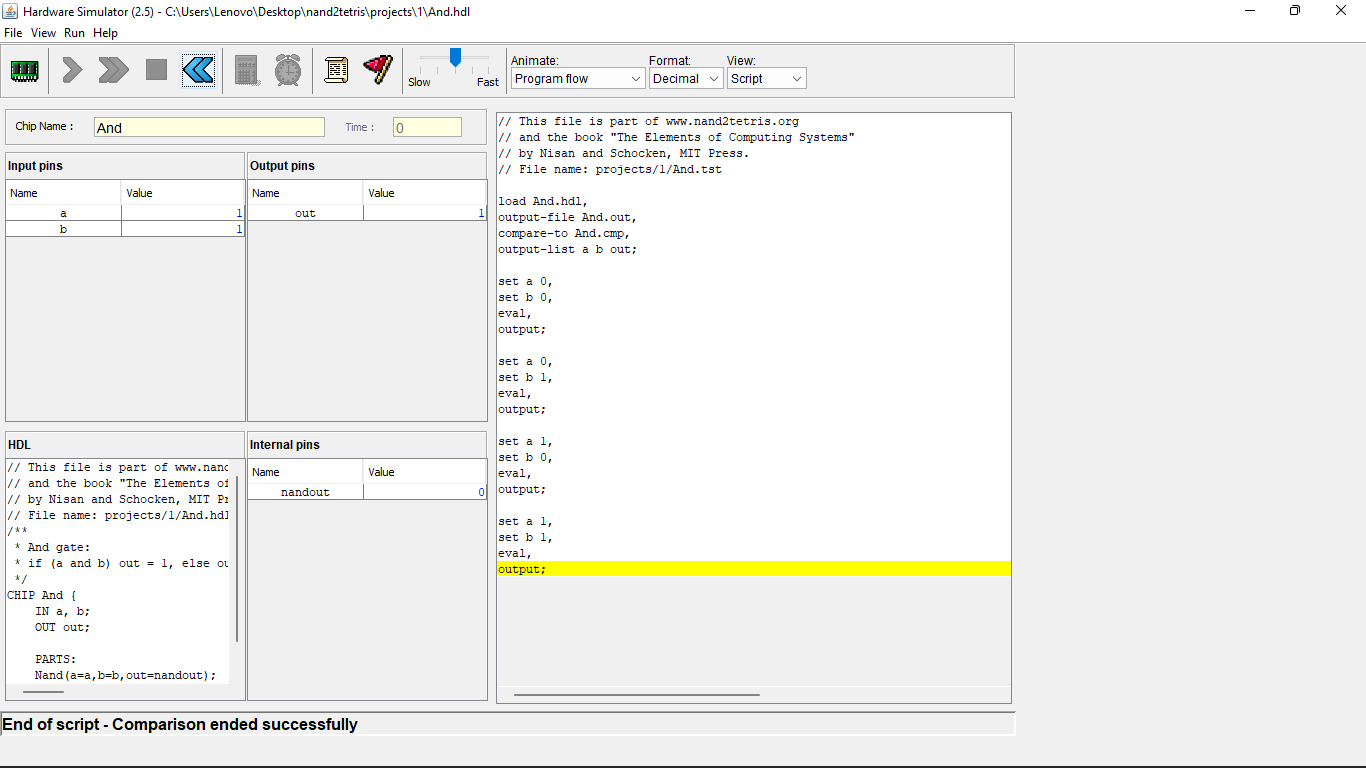 Hardware Simulator (2.5) - C:\Users\Lenovo\Desktop\nand2tetris\projects\1\And.hdl
File View Run Help
Slow Fast
Animate: Format: View:
Program flow Decimal Script
Chip Name : And Time : 0
Input pins
Name Value
a 1
b 1
Output pins
Name Value
out 1
HDL
// This file is part of www.nand
// and the book "The Elements of
// by Nisan and Schocken, MIT Pr
// File name: projects/1/And.hdl
/**
* And gate:
* if (a and b) out = 1, else ou
*/
CHIP And {
IN a, b;
OUT out;
PARTS:
Nand(a=a,b=b,out=nandout);
Internal pins
Name Value
nandout 0
// This file is part of www.nand2tetris.org
// and the book "The Elements of Computing Systems"
// by Nisan and Schocken, MIT Press.
// File name: projects/1/And.tst
load And.hdl,
output-file And.out,
compare-to And.cmp,
output-list a b out;
set a 0,
set b 0,
eval,
output;
set a 0,
set b 1,
eval,
output;
set a 1,
set b 0,
eval,
output;
set a 1,
set b 1,
eval,
output;
End of script - Comparison ended successfully